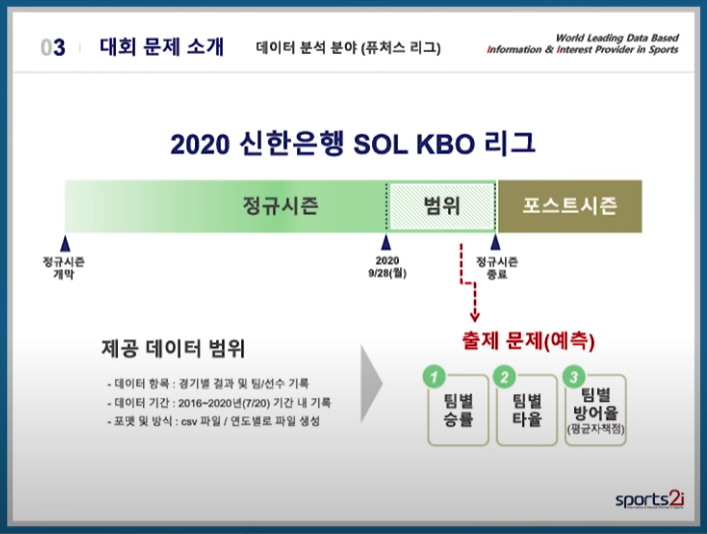 03 대회 문제 소개 데이터 분석 분야 (퓨처스 리그)
World Leading Data Based
Information & Interest Provider in Sports
2020 신한은행 SOL KBO 리그
정규시즌 범위 포스트시즌
정규시즌
개막
2020
9/28(월)
정규시즌
종료
제공 데이터 범위
- 데이터 항목 : 경기별 결과 및 팀/선수 기록
- 데이터 기간 : 2016~2020년(7/20) 기간 내 기록
- 포맷 및 방식 : csv 파일 / 연도별로 파일 생성
출제 문제(예측)
1
팀별
승률
2
팀별
타율
3
팀별
방어율
(평균자책점)
sports2i